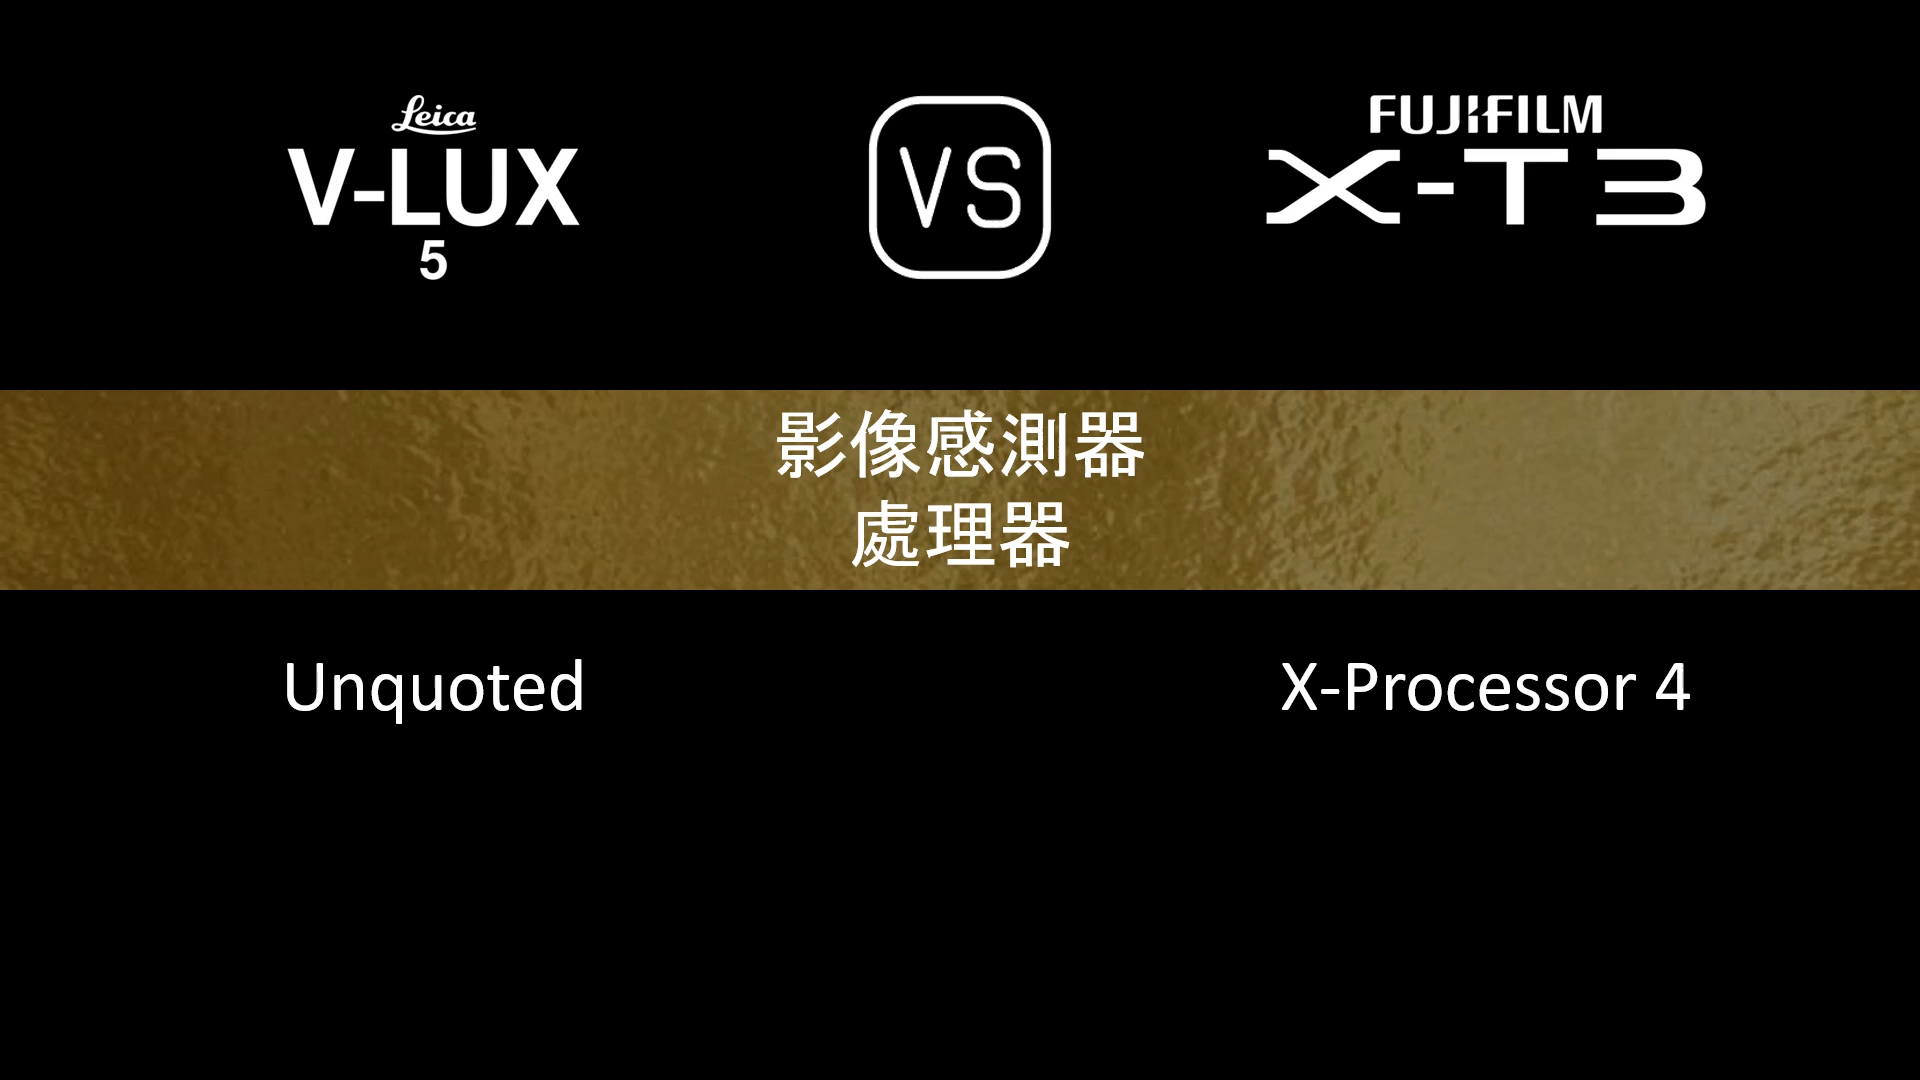 Leica
V-LUX
5
VS
FUJIFILM
X-T3
影像感測器
處理器
Unquoted
X-Processor 4